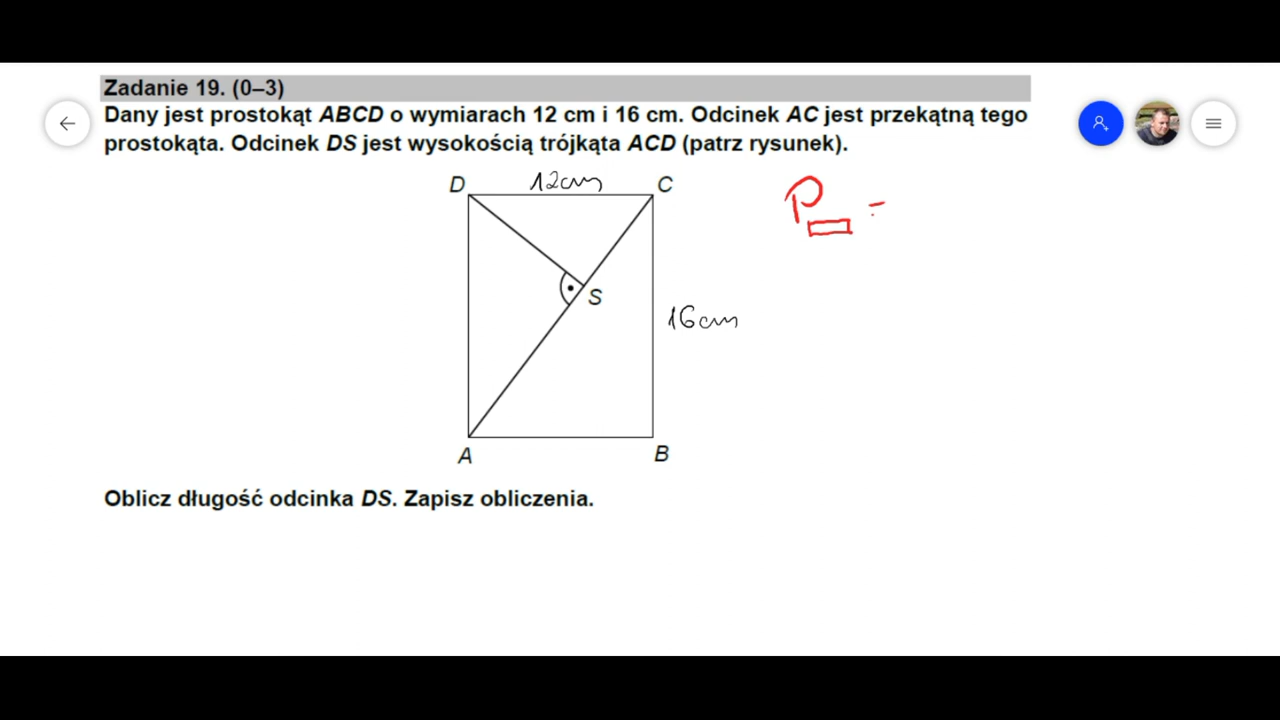 Zadanie 19. (0–3)
Dany jest prostokąt ABCD o wymiarach 12 cm i 16 cm. Odcinek AC jest przekątną tego
prostokąta. Odcinek DS jest wysokością trójkąta ACD (patrz rysunek).
D 12cm C
P =
S
16cm
A B
Oblicz długość odcinka DS. Zapisz obliczenia.